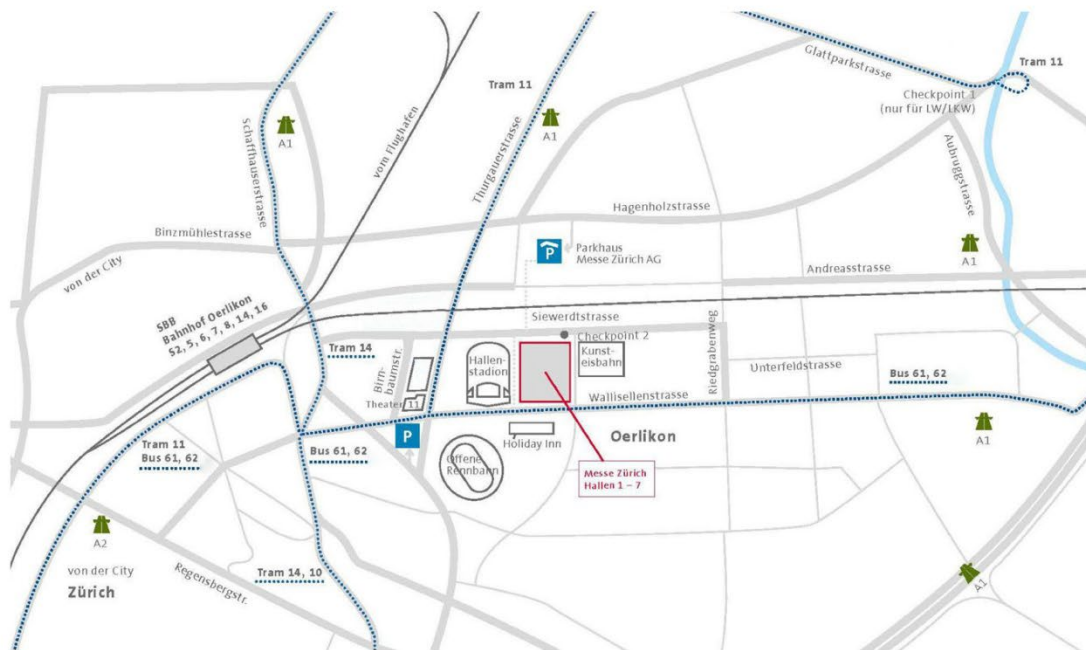 Glattparkstrasse
Tram 11
Tram 11
Checkpoint 1
(nur für LW/LKW)
A1
A1
Schaffhauserstrasse
vom Flughafen
Thurgauerstrasse
Aubruggstrasse
Hagenholzstrasse
Binzmühlestrasse
P
Parkhaus
Messe Zürich AG
A1
von der City
Andreasstrasse
SBB
Bahnhof Oerlikon
S2, 5, 6, 7, 8, 14, 16
Siewerdtstrasse
Checkpoint 2
Tram 14
Birn-
baumstr.
Hallen-
stadion
Kunst-
eisbahn
Riedgrabenweg
Unterfeldstrasse
Bus 61, 62
Theater 11
Wallisellenstrasse
A1
P
Holiday Inn
Oerlikon
Tram 11
Bus 61, 62
Bus 61, 62
Offene
Rennbahn
Messe Zürich
Hallen 1 – 7
A2
von der City
Zürich
Regensbergstr.
Tram 14, 10
A1